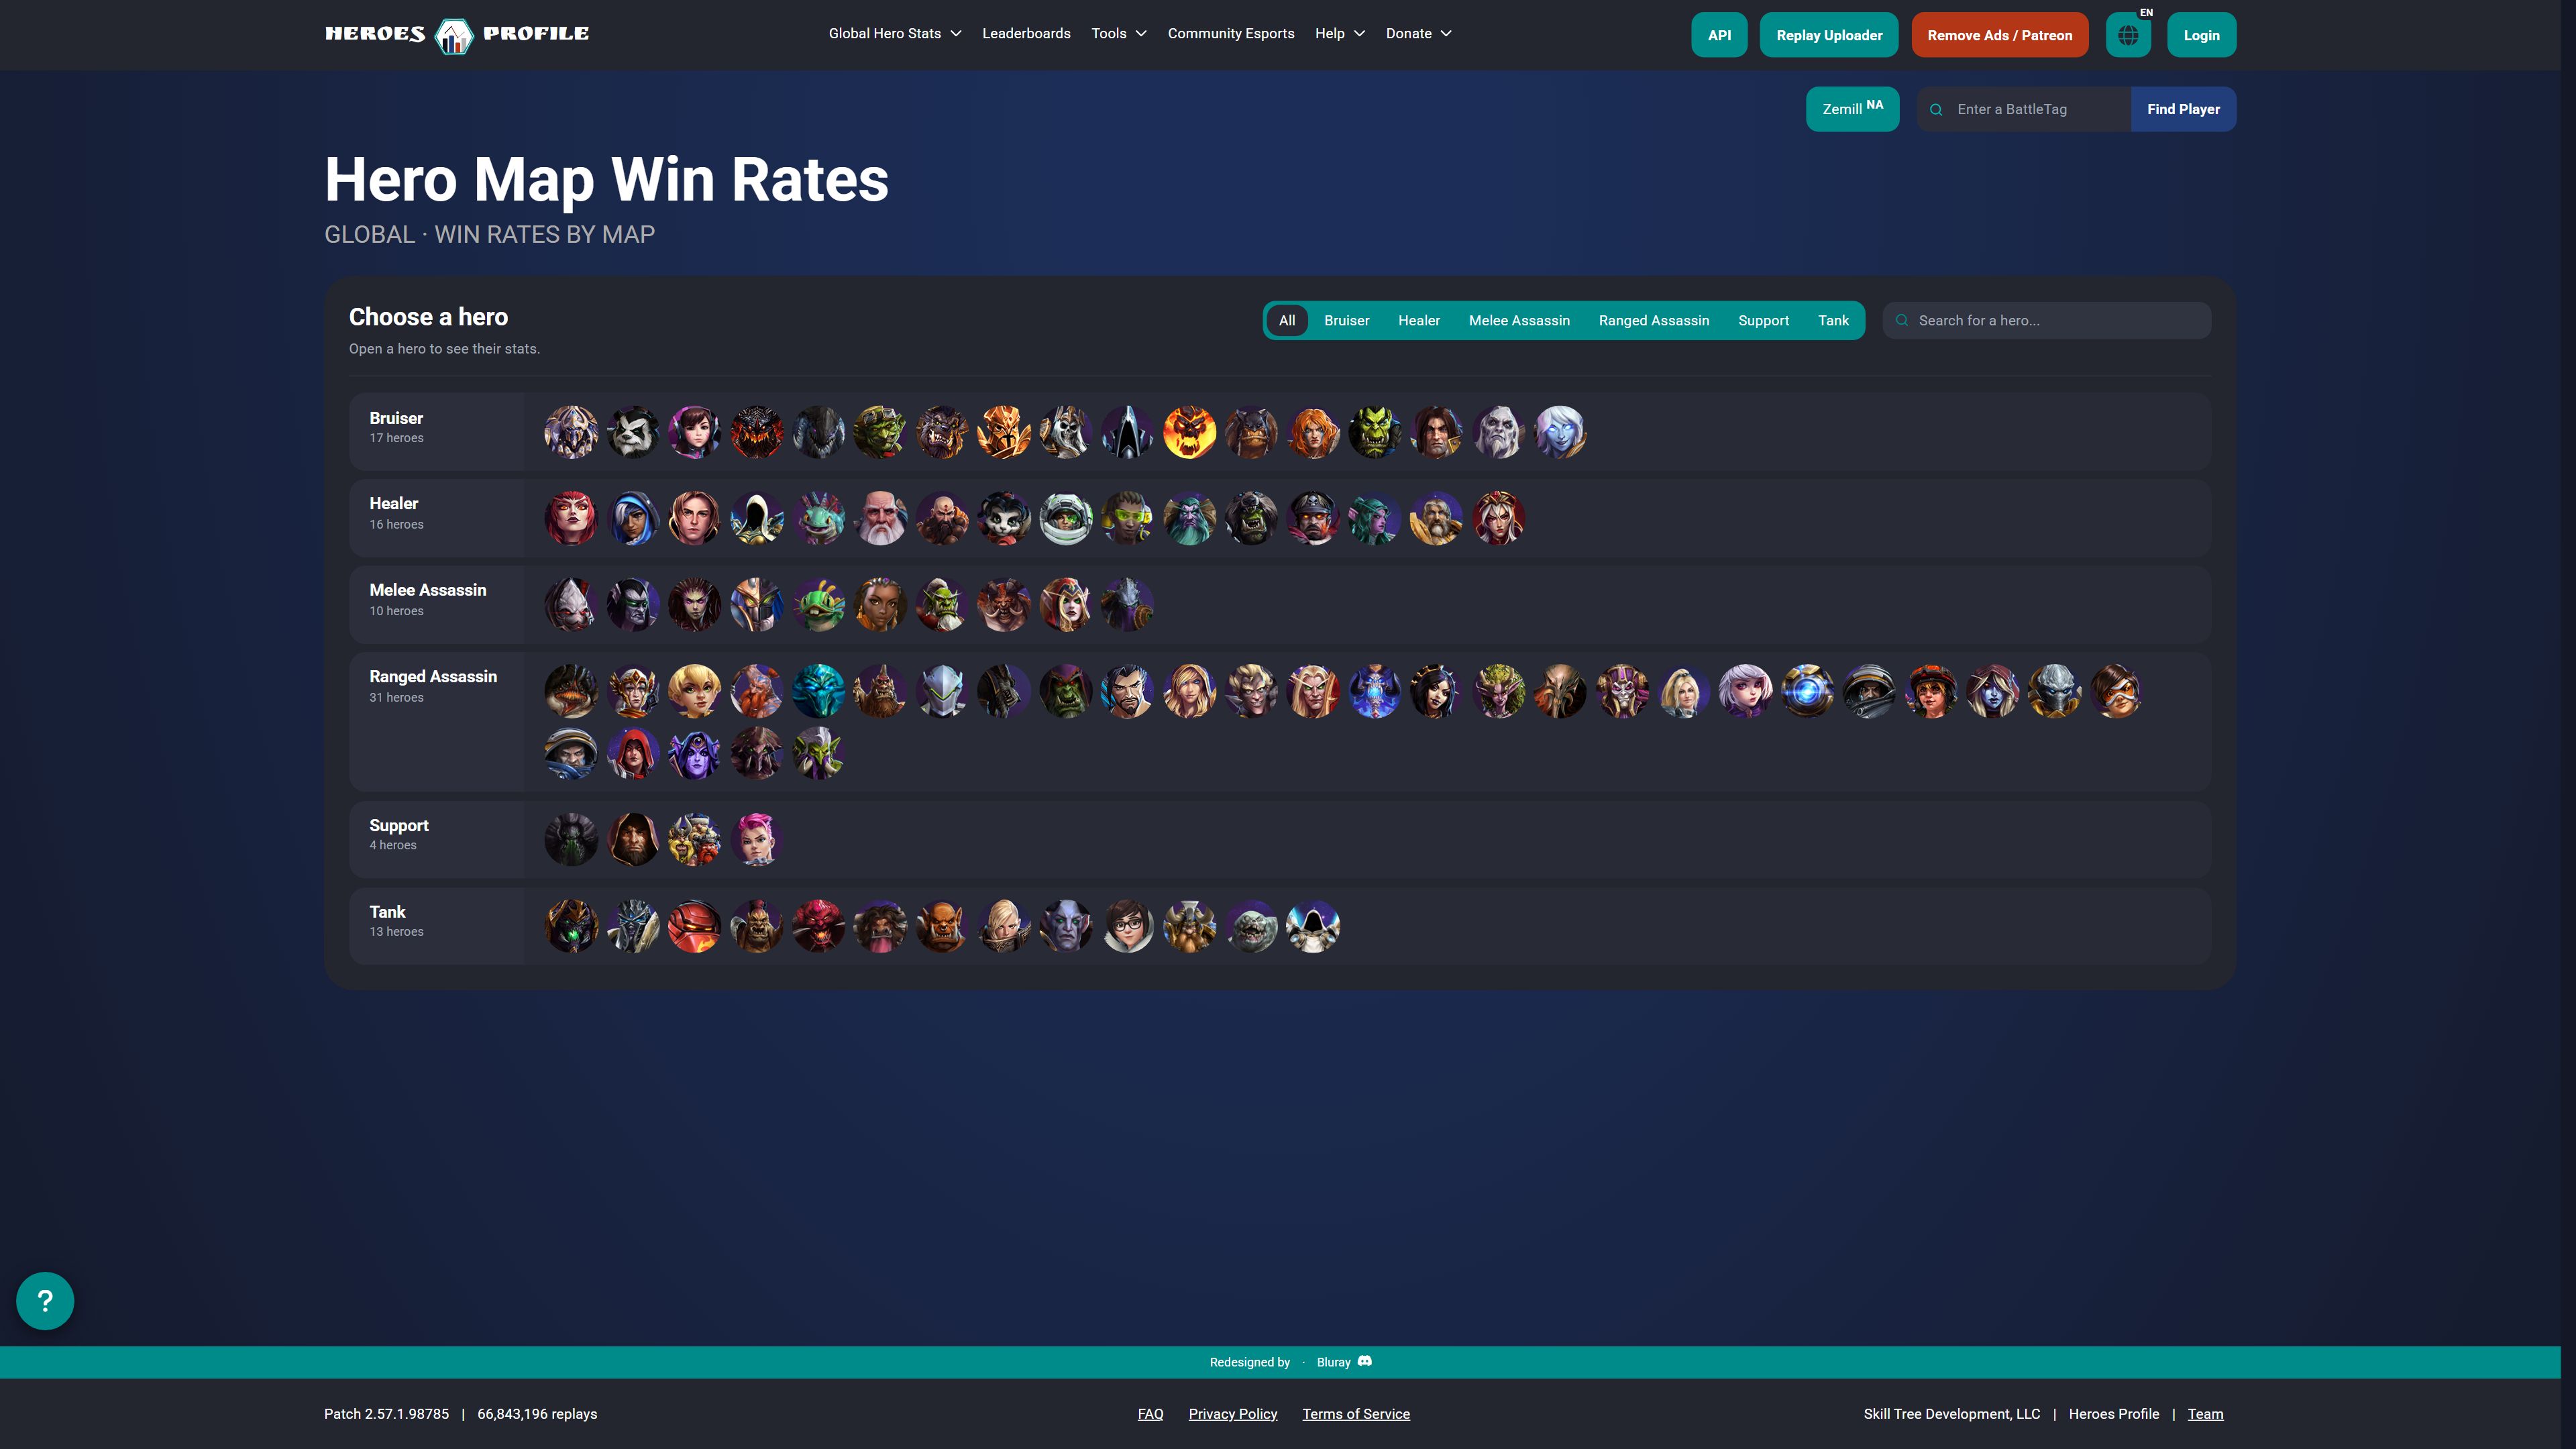 HEROES PROFILE
Global Hero Stats Leaderboards Tools Community Esports Help Donate
API Replay Uploader Remove Ads / Patreon EN Login
Zemill NA Enter a BattleTag Find Player
Hero Map Win Rates
GLOBAL · WIN RATES BY MAP
Choose a hero
Open a hero to see their stats.
All Bruiser Healer Melee Assassin Ranged Assassin Support Tank Search for a hero...
Bruiser
17 heroes
Healer
16 heroes
Melee Assassin
10 heroes
Ranged Assassin
31 heroes
Support
4 heroes
Tank
13 heroes
?
Redesigned by · Bluray
Patch 2.57.1.98785 | 66,843,196 replays FAQ Privacy Policy Terms of Service Skill Tree Development, LLC | Heroes Profile | Team